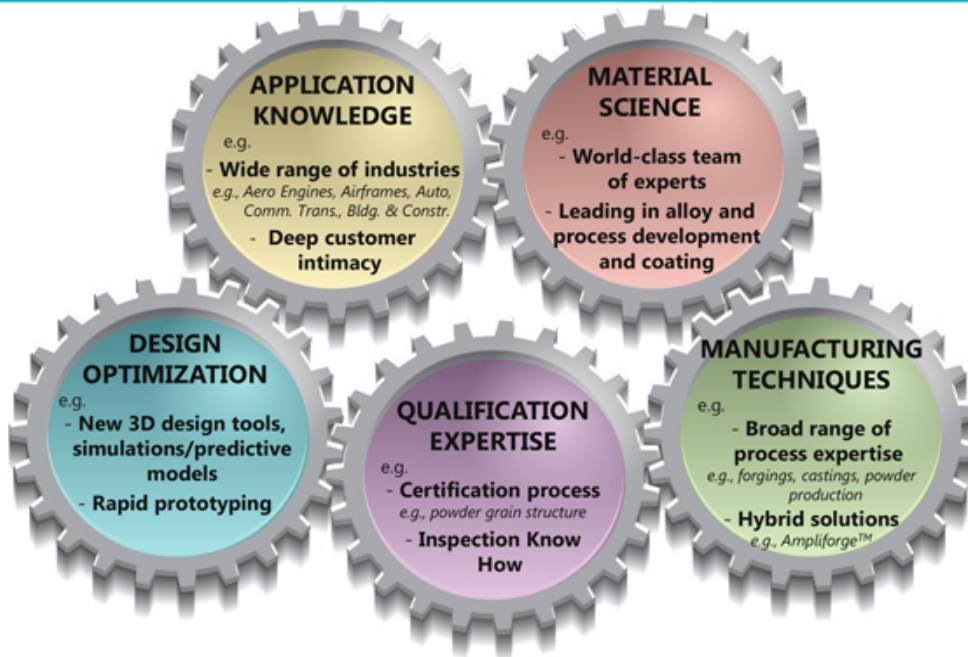 APPLICATION
KNOWLEDGE
e.g.
- Wide range of industries
e.g., Aero Engines, Airframes, Auto,
Comm. Trans., Bldg. & Constr.
- Deep customer
intimacy
MATERIAL
SCIENCE
e.g.
- World-class team
of experts
- Leading in alloy and
process development
and coating
DESIGN
OPTIMIZATION
e.g.
- New 3D design tools,
simulations/predictive
models
- Rapid prototyping
QUALIFICATION
EXPERTISE
e.g.
- Certification process
e.g., powder grain structure
- Inspection Know
How
MANUFACTURING
TECHNIQUES
e.g.
- Broad range of
process expertise
e.g., forgings, castings, powder
production
- Hybrid solutions
e.g., Ampliforge™